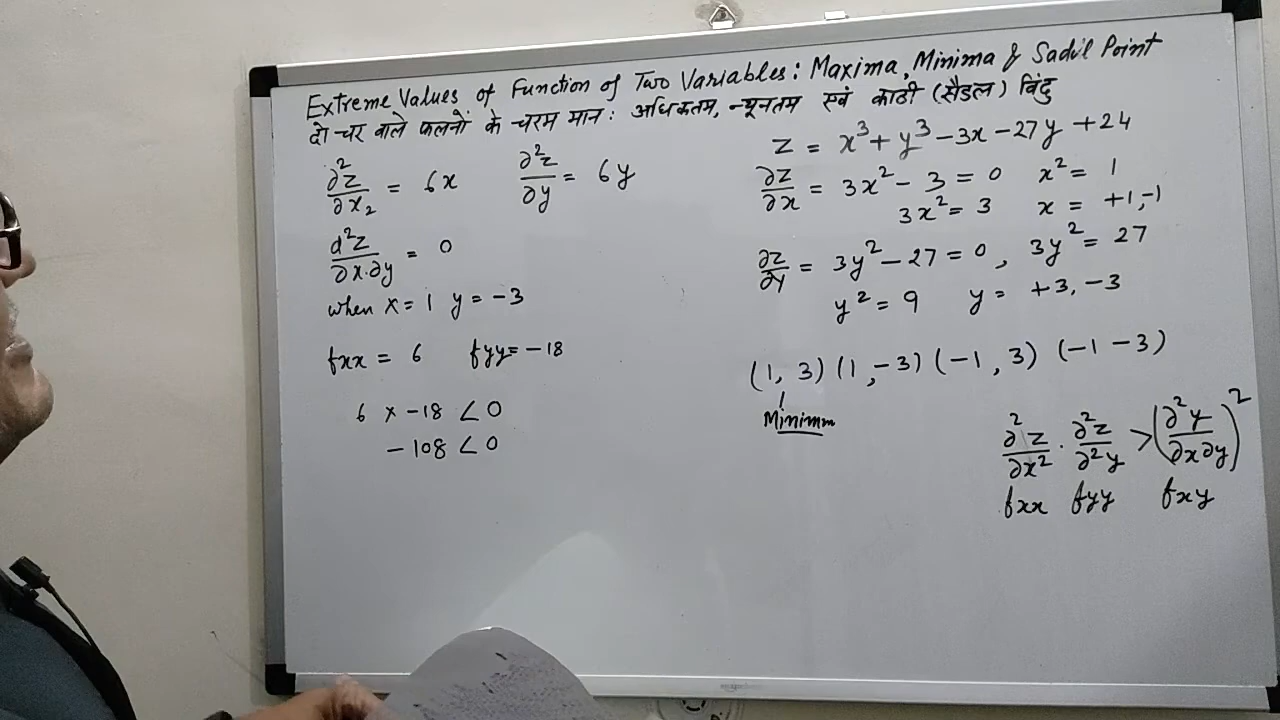 Extreme Values of Function of Two Variables: Maxima, Minima & Sadil Point
दो चर वाले फलनों के चरम मान: अधिकतम, न्यूनतम एवं काठी (सैडल) बिंदु
∂²z/∂x₂ = 6x ∂²z/∂y = 6y
d²z/∂x.∂y = 0
when x = 1 y = -3
fxx = 6 fyy = -18
6 x -18 < 0
- 108 < 0
z = x³ + y³ - 3x - 27y + 24
∂z/∂x = 3x² - 3 = 0 x² = 1
3x² = 3 x = +1, -1
∂z/∂y = 3y² - 27 = 0, 3y² = 27
y² = 9 y = +3, -3
(1, 3) (1, -3) (-1, 3) (-1 -3)
Minimm
∂²z/∂x² . ∂²z/∂²y > (∂²y/∂x∂y)²
fxx fyy fxy